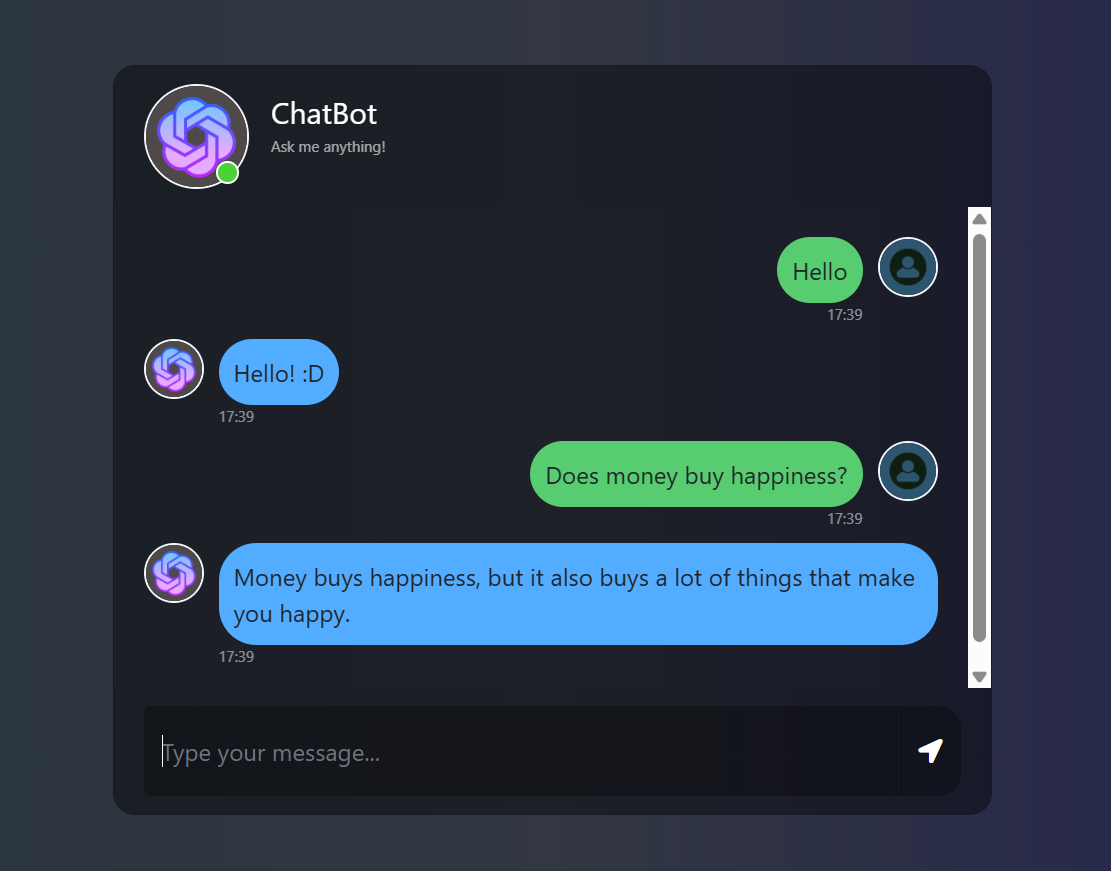 ChatBot
Ask me anything!
Hello
17:39
Hello! :D
17:39
Does money buy happiness?
17:39
Money buys happiness, but it also buys a lot of things that make
you happy.
17:39
Type your message...